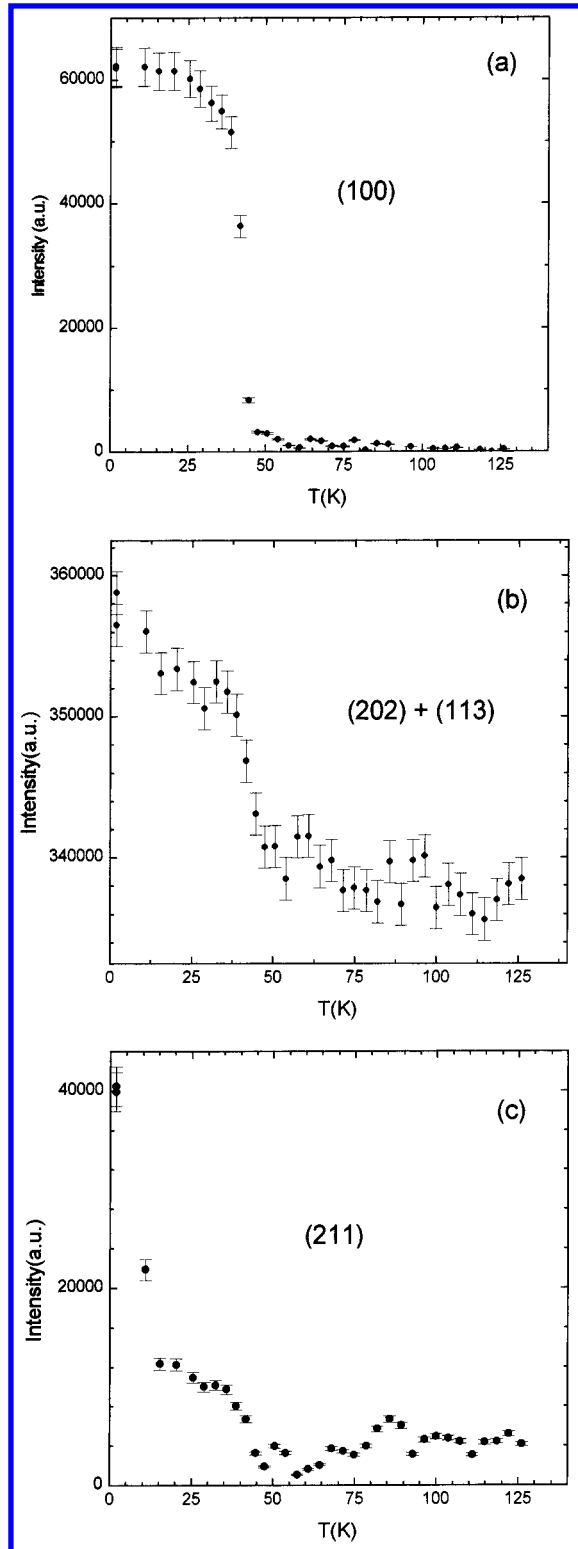 (a)
60000
40000
20000
0
Intensity (a.u.)
(100)
0 25 50 75 100 125
T(K)
(b)
360000
350000
340000
Intensity(a.u.)
(202) + (113)
0 25 50 75 100 125
T(K)
(c)
40000
20000
0
Intensity(a.u.)
(211)
0 25 50 75 100 125
T(K)